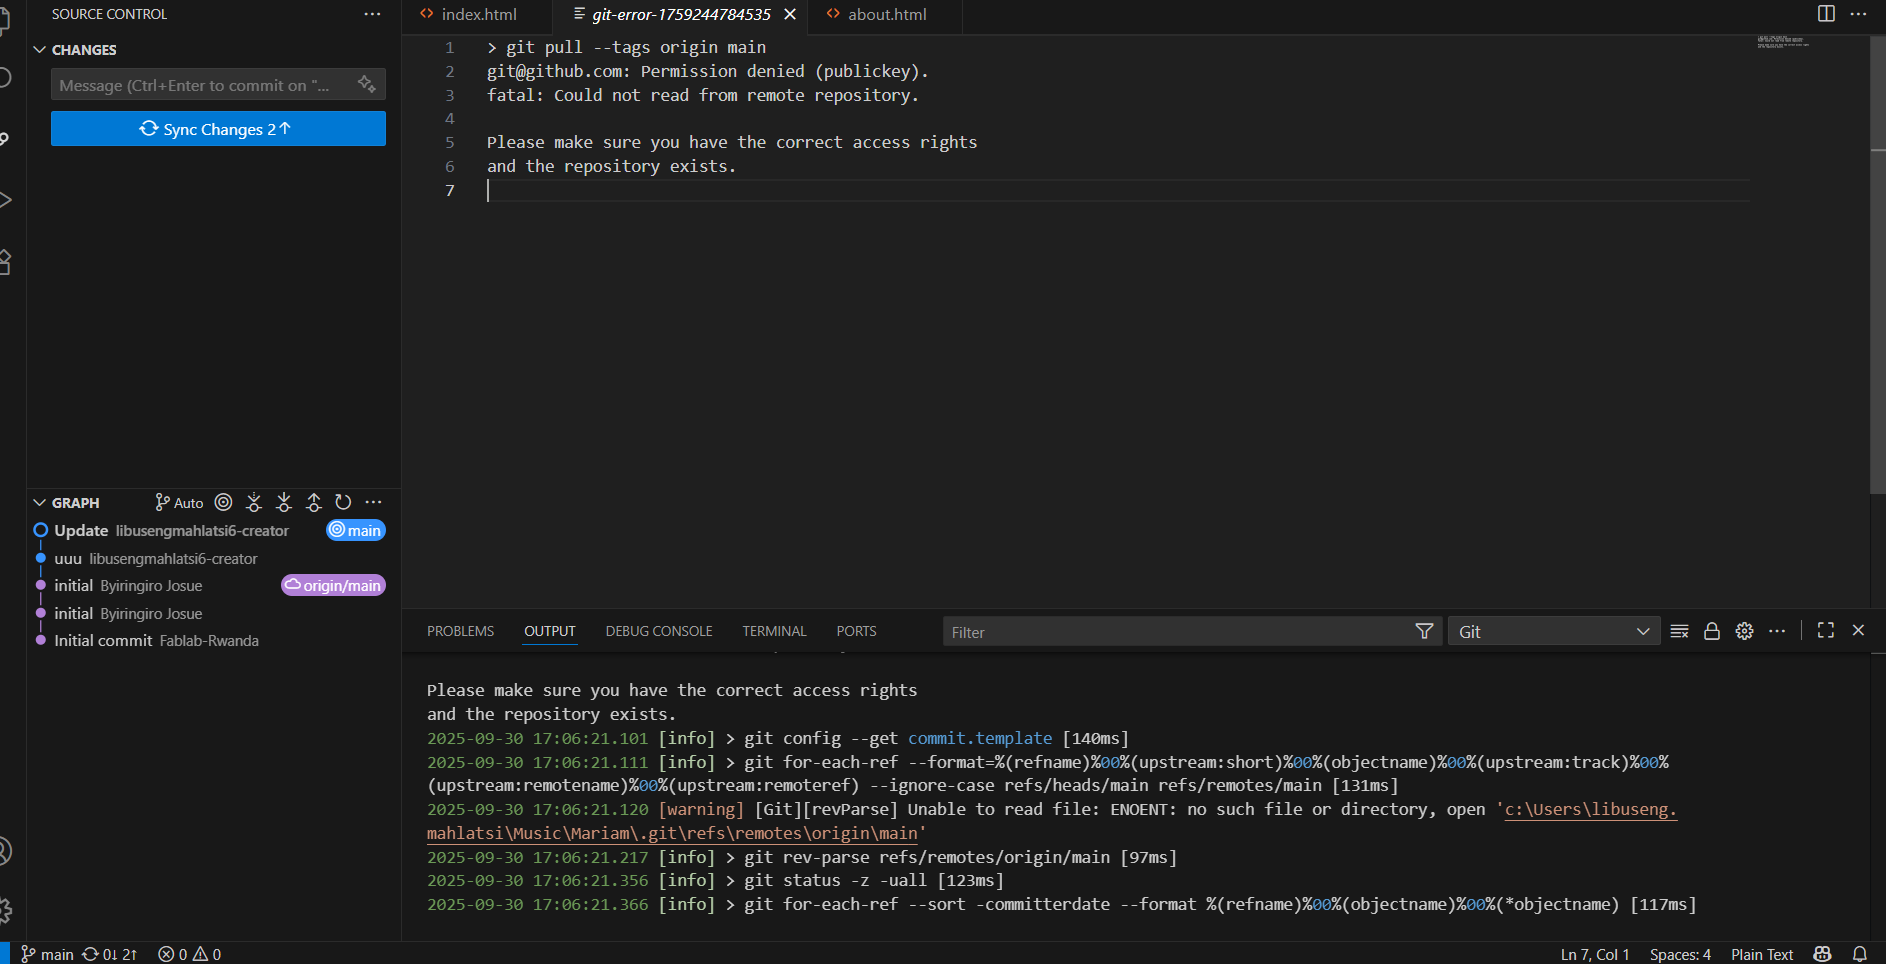 SOURCE CONTROL
CHANGES
Message (Ctrl+Enter to commit on "...
Sync Changes 2↑
GRAPH
Auto
Update libusengmahlatsi6-creator main
uuu libusengmahlatsi6-creator
initial Byiringiro Josue origin/main
initial Byiringiro Josue
Initial commit Fablab-Rwanda
index.html
git-error-1759244784535
about.html
1 > git pull --tags origin main
2 git@github.com: Permission denied (publickey).
3 fatal: Could not read from remote repository.
4
5 Please make sure you have the correct access rights
6 and the repository exists.
7
PROBLEMS OUTPUT DEBUG CONSOLE TERMINAL PORTS
Filter
Git
Please make sure you have the correct access rights
and the repository exists.
2025-09-30 17:06:21.101 [info] > git config --get commit.template [140ms]
2025-09-30 17:06:21.111 [info] > git for-each-ref --format=%(refname)%00%(upstream:short)%00%(objectname)%00%(upstream:track)%00%
(upstream:remotename)%00%(upstream:remoteref) --ignore-case refs/heads/main refs/remotes/main [131ms]
2025-09-30 17:06:21.120 [warning] [Git][revParse] Unable to read file: ENOENT: no such file or directory, open 'c:\Users\libuseng.
mahlatsi\Music\Mariam\.git\refs\remotes\origin\main'
2025-09-30 17:06:21.217 [info] > git rev-parse refs/remotes/origin/main [97ms]
2025-09-30 17:06:21.356 [info] > git status -z -uall [123ms]
2025-09-30 17:06:21.366 [info] > git for-each-ref --sort -committerdate --format %(refname)%00%(objectname)%00%(*objectname) [117ms]
main 0↓ 2↑ 0 0
Ln 7, Col 1 Spaces: 4 Plain Text